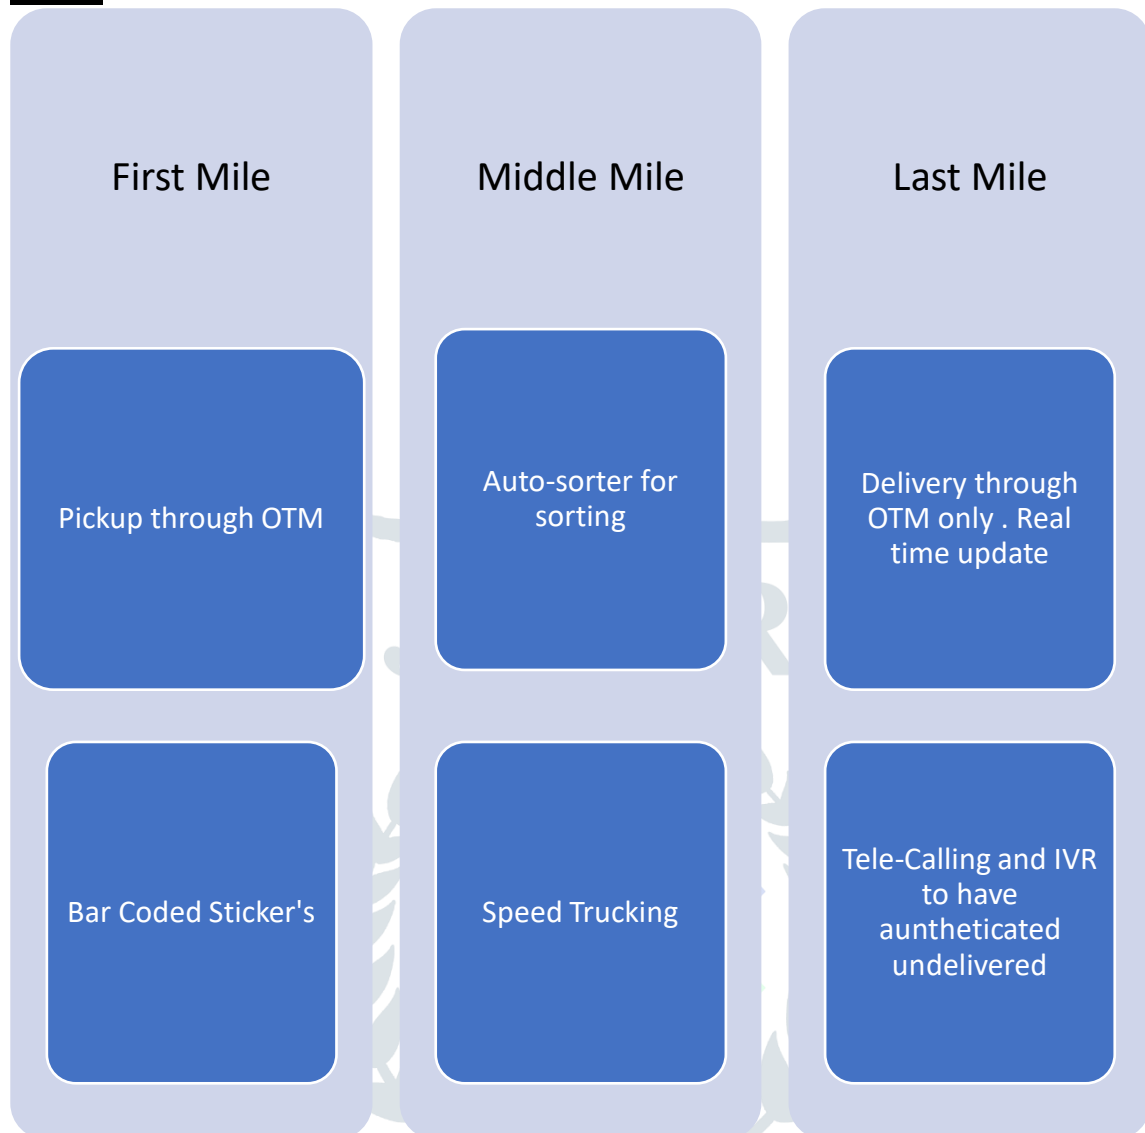 First Mile
Pickup through OTM
Bar Coded Sticker's
Middle Mile
Auto-sorter for
sorting
Speed Trucking
Last Mile
Delivery through
OTM only . Real
time update
Tele-Calling and IVR
to have
auntheticated
undelivered